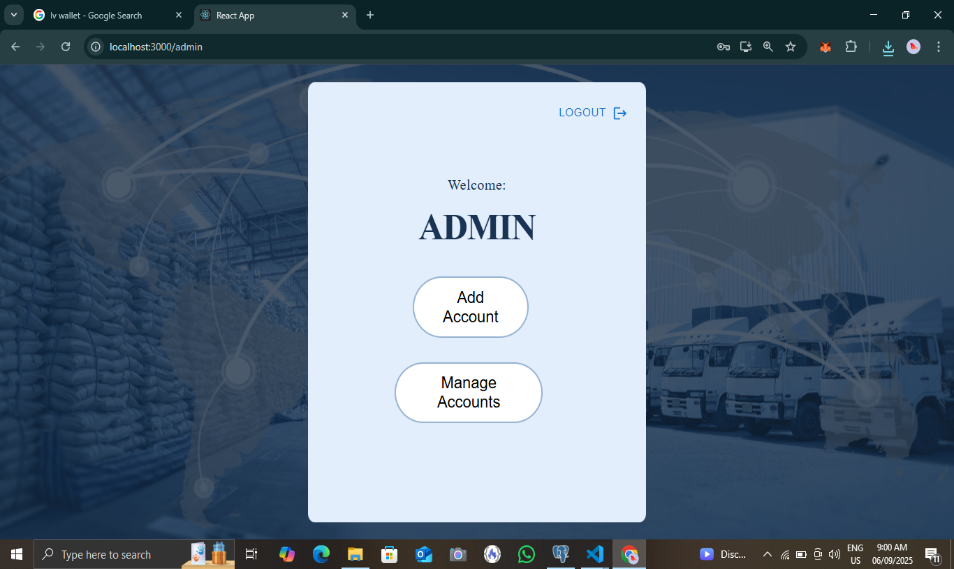 lv wallet - Google Search
React App
localhost:3000/admin
LOGOUT
Welcome:
ADMIN
Add
Account
Manage
Accounts
Type here to search
Disc...
ENG
US
9:00 AM
06/09/2025
11